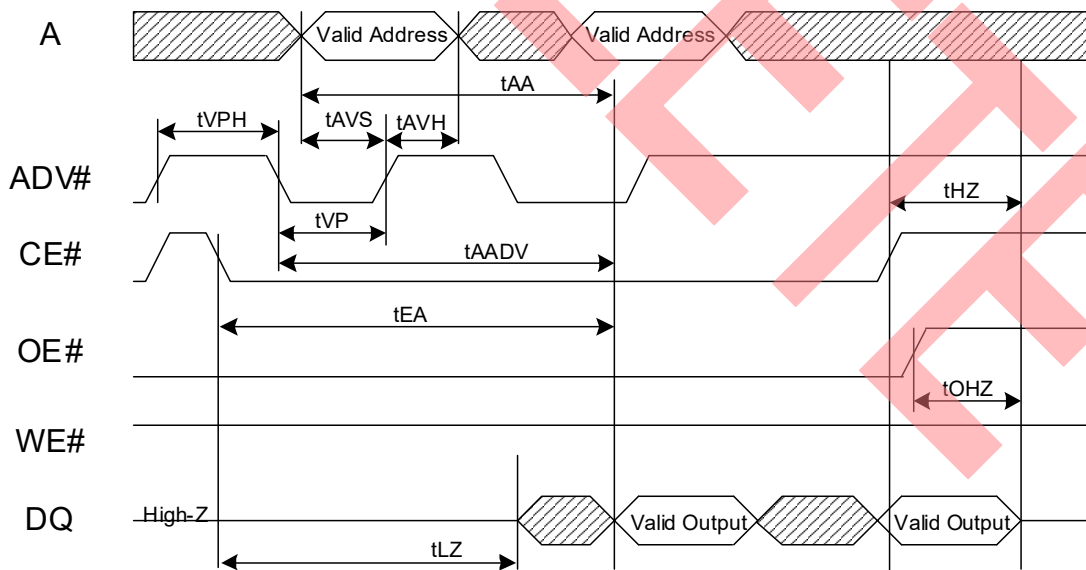 A
Valid Address
Valid Address
tAA
tVPH
tAVS
tAVH
ADV#
tHZ
tVP
CE#
tAADV
tEA
OE#
tOHZ
WE#
DQ
High-Z
Valid Output
Valid Output
tLZ